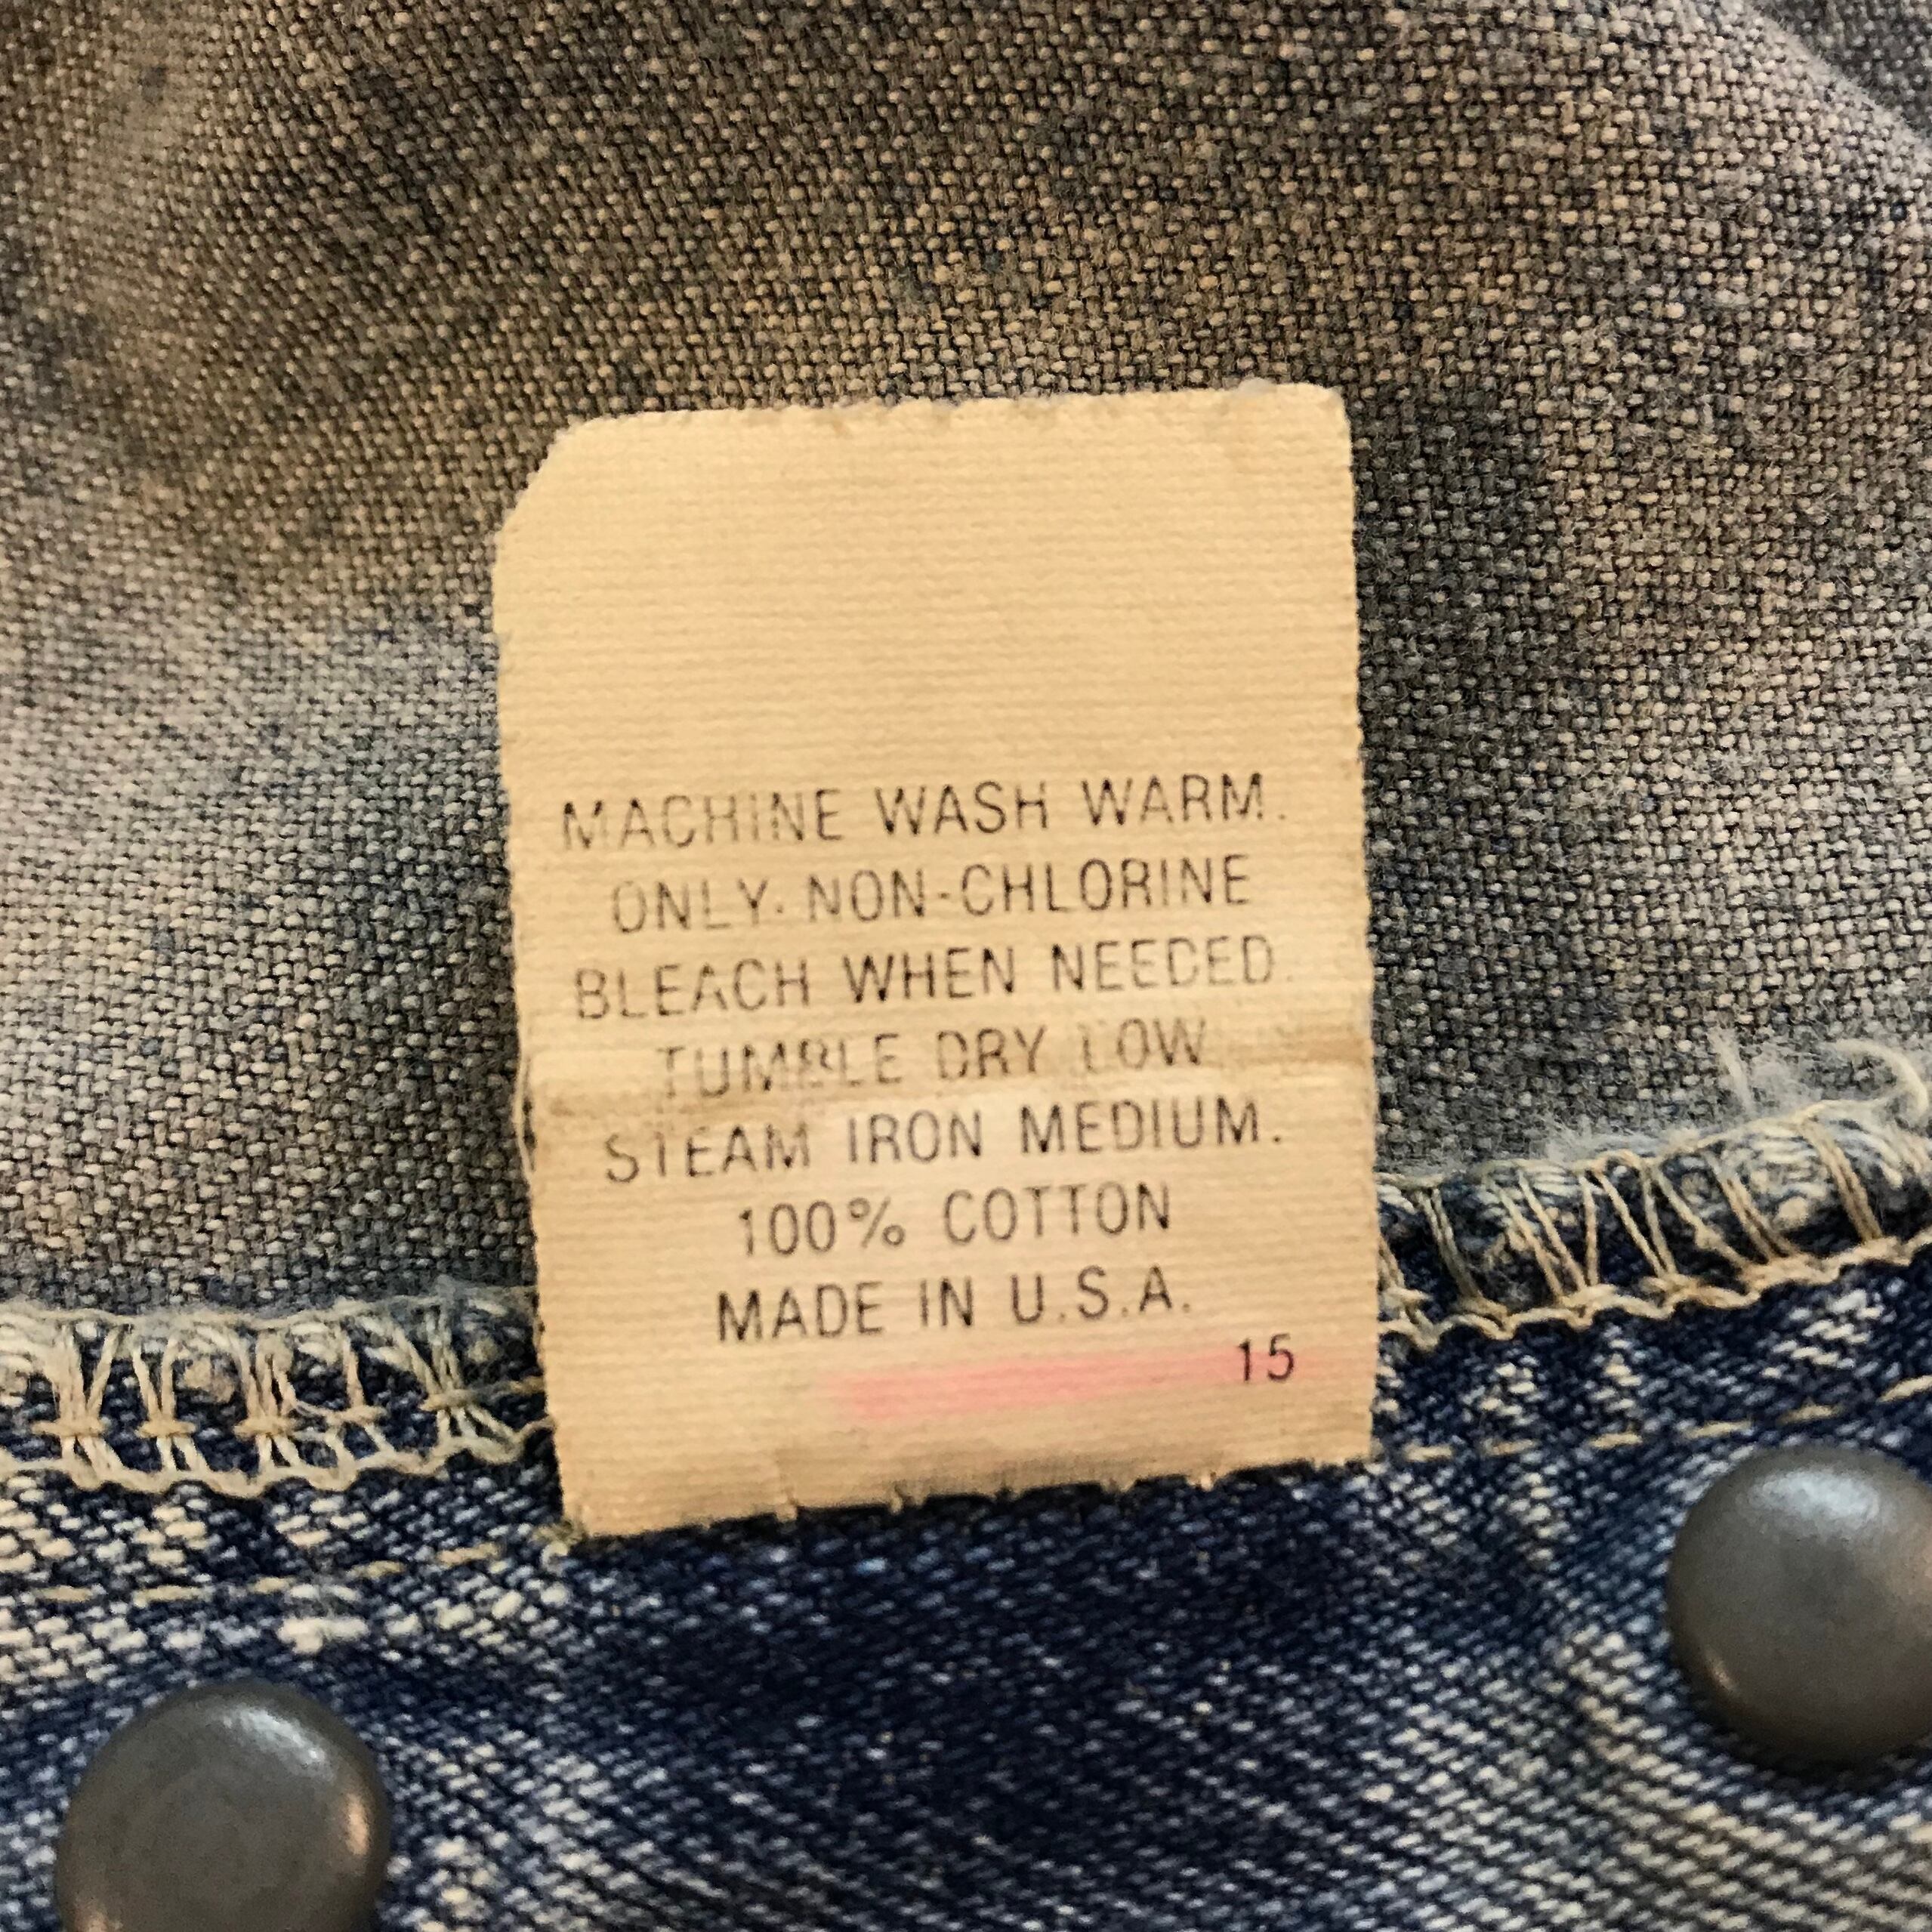 MACHINE WASH WARM.
ONLY. NON-CHLORINE
BLEACH WHEN NEEDED.
TUMBLE DRY LOW
STEAM IRON MEDIUM.
100% COTTON
MADE IN U.S.A.
15